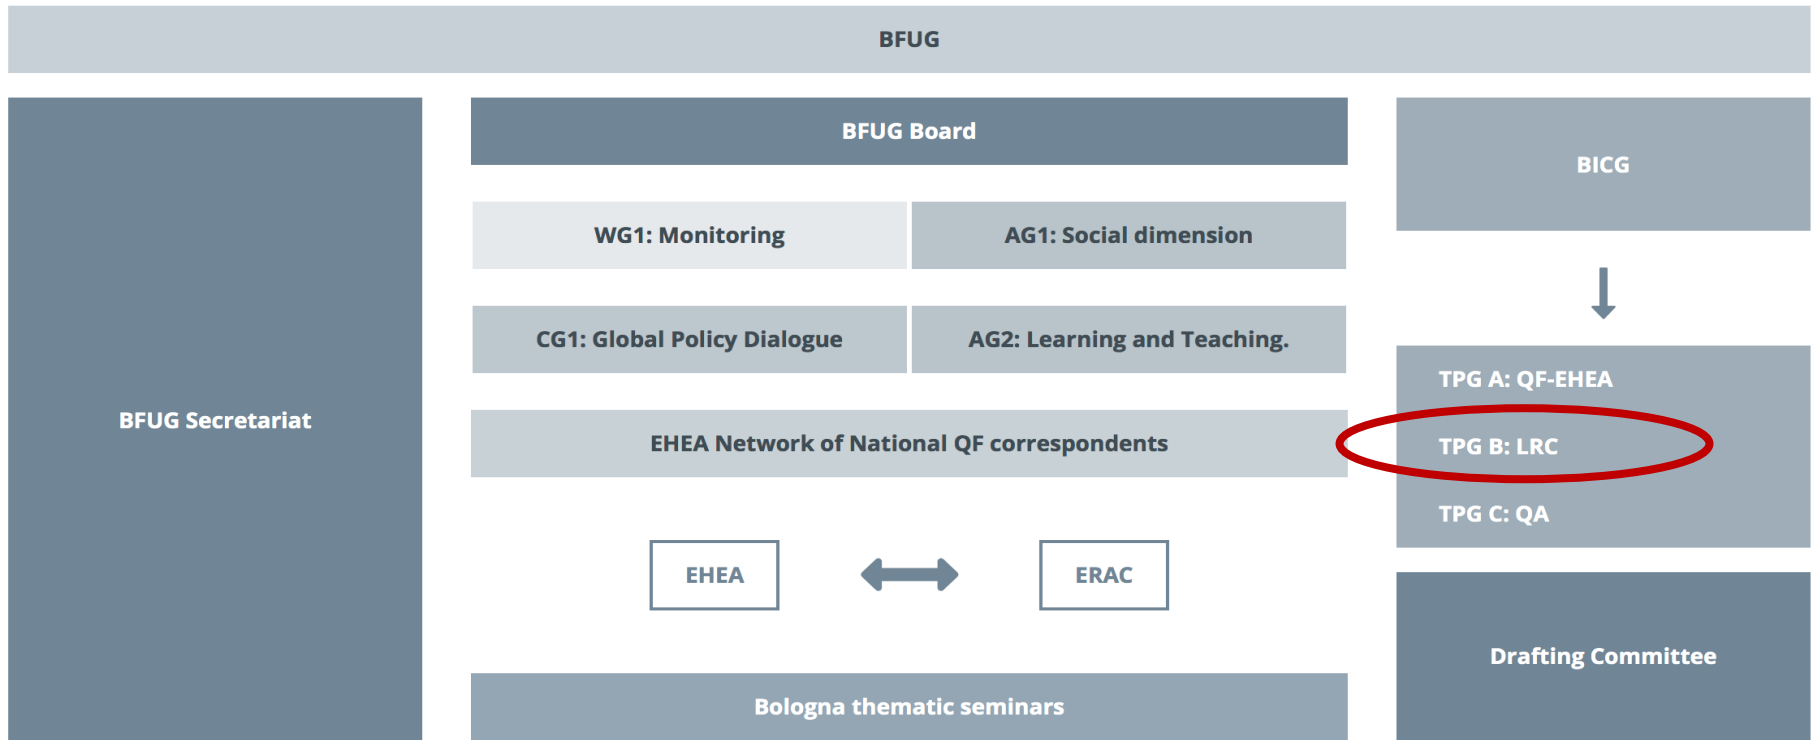 BFUG
BFUG Secretariat
BFUG Board
WG1: Monitoring
AG1: Social dimension
CG1: Global Policy Dialogue
AG2: Learning and Teaching.
EHEA Network of National QF correspondents
EHEA
ERAC
Bologna thematic seminars
BICG
TPG A: QF-EHEA
TPG B: LRC
TPG C: QA
Drafting Committee